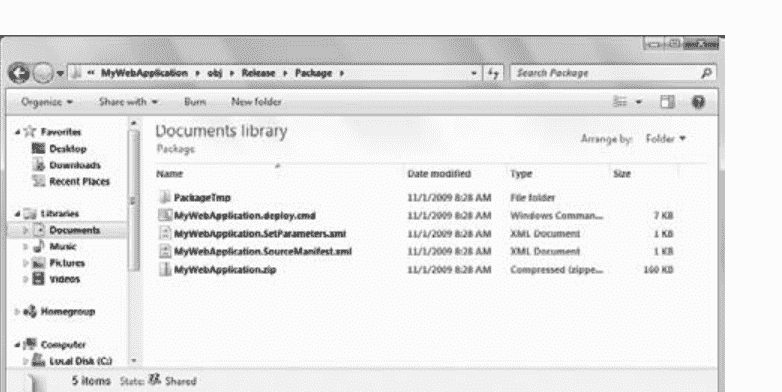 « MyWebApplication ▸ obj ▸ Release ▸ Package ▸ Search Package
Organize ▾ Share with ▾ Burn New folder
Favorites
Desktop
Downloads
Recent Places
Libraries
Documents
Music
Pictures
Videos
Homegroup
Computer
Local Disk (C:)
Documents library
Package
Arrange by: Folder ▾
Name Date modified Type Size
PackageTmp 11/1/2009 8:28 AM File folder
MyWebApplication.deploy.cmd 11/1/2009 8:28 AM Windows Comman... 7 KB
MyWebApplication.SetParameters.xml 11/1/2009 8:28 AM XML Document 1 KB
MyWebApplication.SourceManifest.xml 11/1/2009 8:28 AM XML Document 1 KB
MyWebApplication.zip 11/1/2009 8:28 AM Compressed (zippe... 160 KB
5 items State: Shared